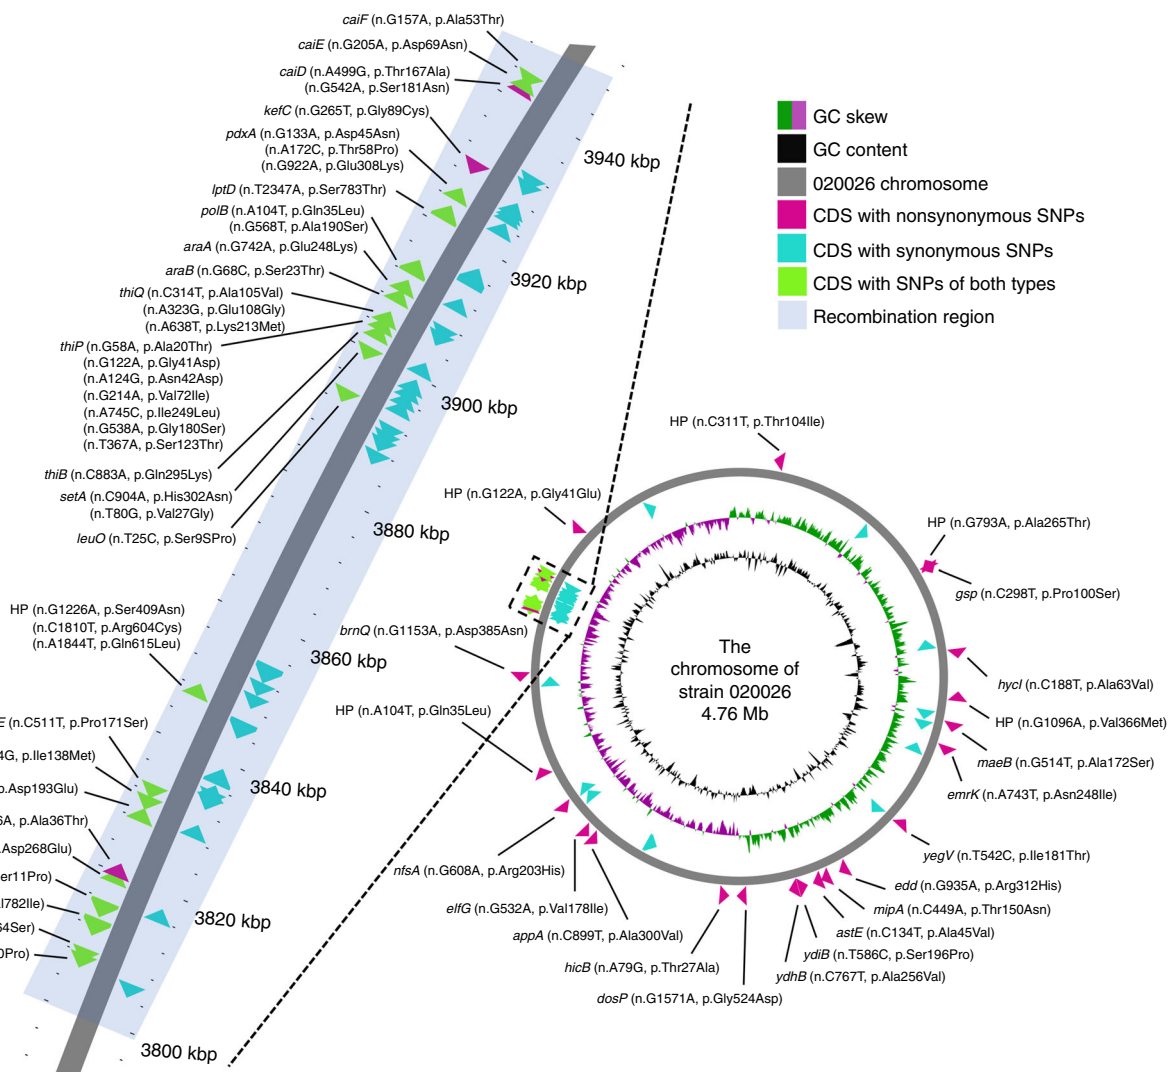 caiF (n.G157A, p.Ala53Thr)
caiE (n.G205A, p.Asp69Asn)
caiD (n.A499G, p.Thr167Ala)
(n.G542A, p.Ser181Asn)
kefC (n.G265T, p.Gly89Cys)
pdxA (n.G133A, p.Asp45Asn)
(n.A172C, p.Thr58Pro)
(n.G922A, p.Glu308Lys)
lptD (n.T2347A, p.Ser783Thr)
polB (n.A104T, p.Gln35Leu)
(n.G568T, p.Ala190Ser)
araA (n.G742A, p.Glu248Lys)
araB (n.G68C, p.Ser23Thr)
thiQ (n.C314T, p.Ala105Val)
(n.A323G, p.Glu108Gly)
(n.A638T, p.Lys213Met)
thiP (n.G58A, p.Ala20Thr)
(n.G122A, p.Gly41Asp)
(n.A124G, p.Asn42Asp)
(n.G214A, p.Val72Ile)
(n.A745C, p.Ile249Leu)
(n.G538A, p.Gly180Ser)
(n.T367A, p.Ser123Thr)
thiB (n.C883A, p.Gln295Lys)
setA (n.C904A, p.His302Asn)
(n.T80G, p.Val27Gly)
leuO (n.T25C, p.Ser9SPro)
HP (n.G1226A, p.Ser409Asn)
(n.C1810T, p.Arg604Cys)
(n.A1844T, p.Gln615Leu)
E (n.C511T, p.Pro171Ser)
4G, p.Ile138Met)
p.Asp193Glu)
6A, p.Ala36Thr)
.Asp268Glu)
er11Pro)
l782Ile)
64Ser)
0Pro)
3940 kbp
3920 kbp
3900 kbp
3880 kbp
3860 kbp
3840 kbp
3820 kbp
3800 kbp
GC skew
GC content
020026 chromosome
CDS with nonsynonymous SNPs
CDS with synonymous SNPs
CDS with SNPs of both types
Recombination region
HP (n.C311T, p.Thr104Ile)
HP (n.G122A, p.Gly41Glu)
HP (n.G793A, p.Ala265Thr)
gsp (n.C298T, p.Pro100Ser)
brnQ (n.G1153A, p.Asp385Asn)
HP (n.A104T, p.Gln35Leu)
The
chromosome of
strain 020026
4.76 Mb
hycI (n.C188T, p.Ala63Val)
HP (n.G1096A, p.Val366Met)
maeB (n.G514T, p.Ala172Ser)
emrK (n.A743T, p.Asn248Ile)
yegV (n.T542C, p.Ile181Thr)
edd (n.G935A, p.Arg312His)
mipA (n.C449A, p.Thr150Asn)
astE (n.C134T, p.Ala45Val)
ydiB (n.T586C, p.Ser196Pro)
ydhB (n.C767T, p.Ala256Val)
nfsA (n.G608A, p.Arg203His)
elfG (n.G532A, p.Val178Ile)
appA (n.C899T, p.Ala300Val)
hicB (n.A79G, p.Thr27Ala)
dosP (n.G1571A, p.Gly524Asp)